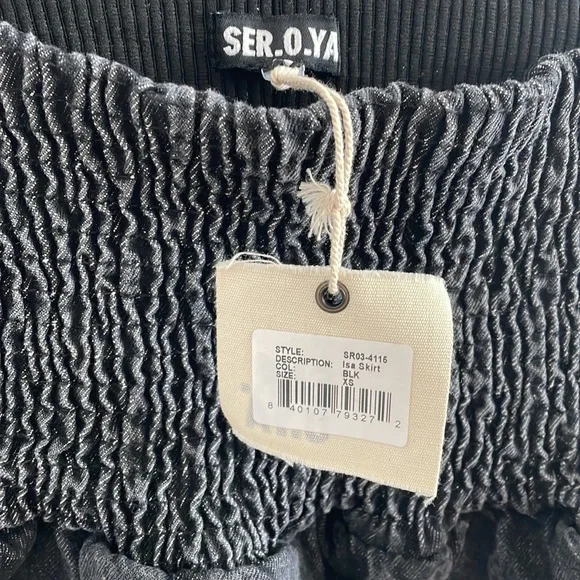 SER.O.YA
STYLE: SR03-4115
DESCRIPTION: Isa Skirt
COL: BLK
SIZE: XS
8 40107 79327 2